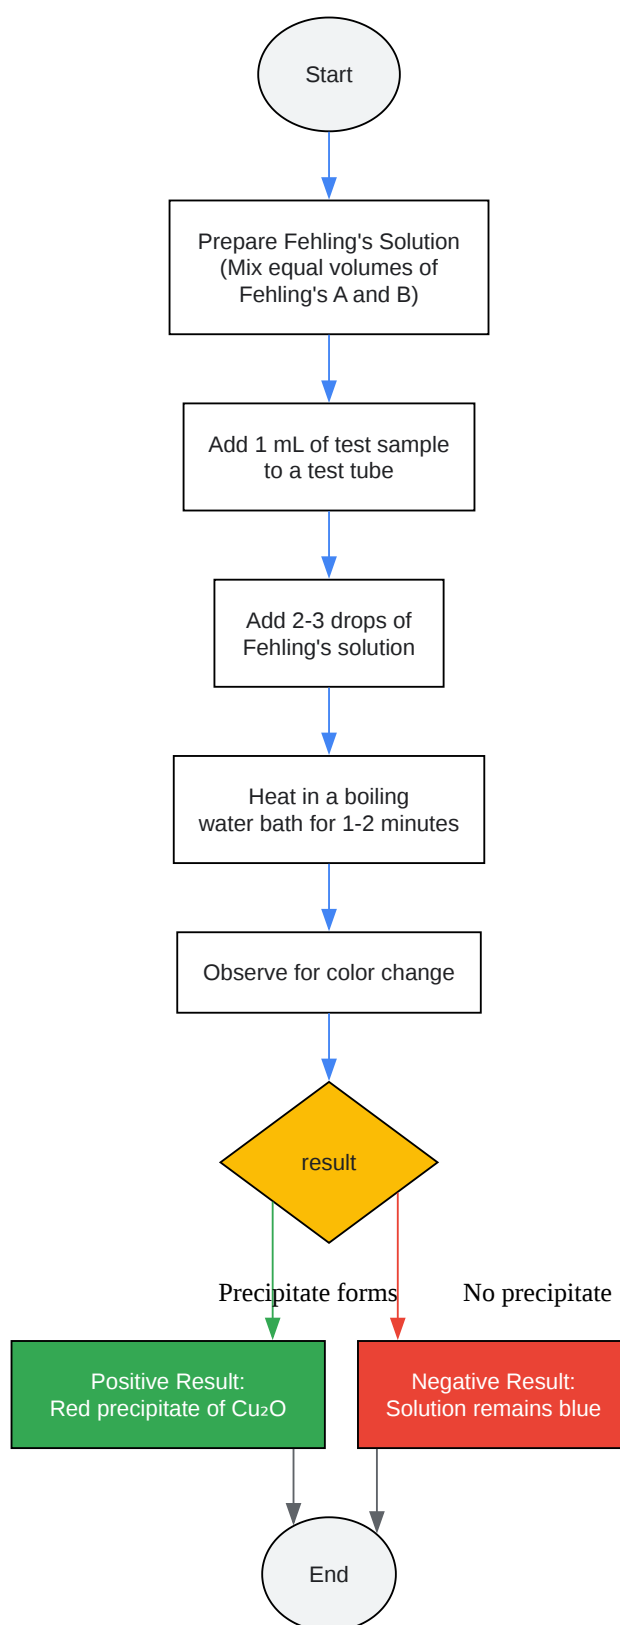 Start
Prepare Fehling's Solution
(Mix equal volumes of
Fehling's A and B)
Add 1 mL of test sample
to a test tube
Add 2-3 drops of
Fehling's solution
Heat in a boiling
water bath for 1-2 minutes
Observe for color change
result
Precipitate forms
No precipitate
Positive Result:
Red precipitate of Cu₂O
Negative Result:
Solution remains blue
End